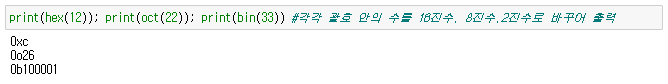 print(hex(12)); print(oct(22)); print(bin(33)) #각각 괄호 안의 수를 16진수, 8진수,2진수로 바꾸어 출력
0xc
0o26
0b100001